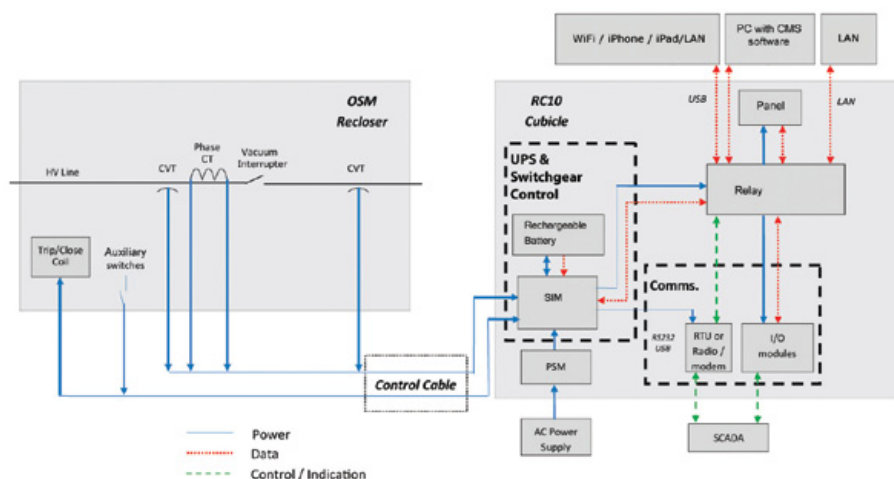 WiFi / iPhone / iPad/LAN
PC with CMS
software
LAN
OSM
Recloser
RC10
Cubicle
USB
LAN
Panel
Phase
CT
Vacuum
Interrupter
CVT
CVT
HV Line
UPS &
Switchgear
Control
Relay
Rechargeable
Battery
Trip/Close
Coil
Auxiliary
switches
SIM
Comms.
RS232
USB
RTU or
Radio /
modem
I/O
modules
PSM
Control Cable
AC Power
Supply
SCADA
Power
Data
Control / Indication